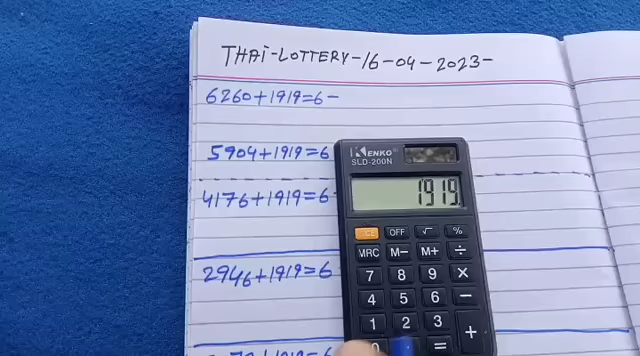 THAI-LOTTERY-16-04-2023-
6260+1919=6-
5904+1919=6
4176+1919=6-
2946+1919=6
KENKO
SLD-200N
1919.
CE OFF √ %
MRC M- M+ ÷
7 8 9 X
4 5 6 -
1 2 3 +
=